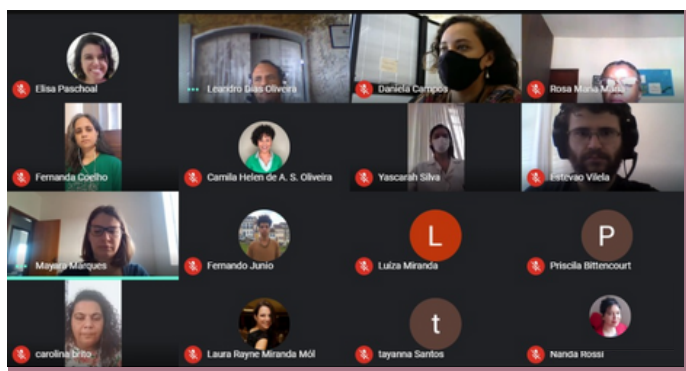 Elisa Paschoal
Leandro Dias Oliveira
Daniela Campos
Rosa Maria Maria
Fernanda Coelho
Camila Helen de A. S. Oliveira
Yascarah Silva
Estevao Vilela
Mayara Marques
Fernando Junio
L
Luiza Miranda
P
Priscila Bittencourt
carolina brito
Laura Rayne Miranda Mól
t
tayanna Santos
Nanda Rossi